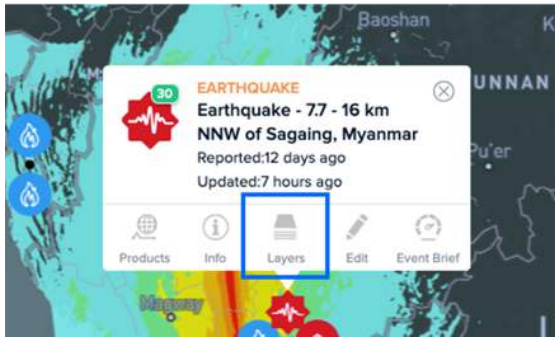 Baoshan
K
UNNAN
30
EARTHQUAKE
Earthquake - 7.7 - 16 km
NNW of Sagaing, Myanmar
Reported:12 days ago
Updated:7 hours ago
Pu'er
Products Info Layers Edit Event Brief
Magway